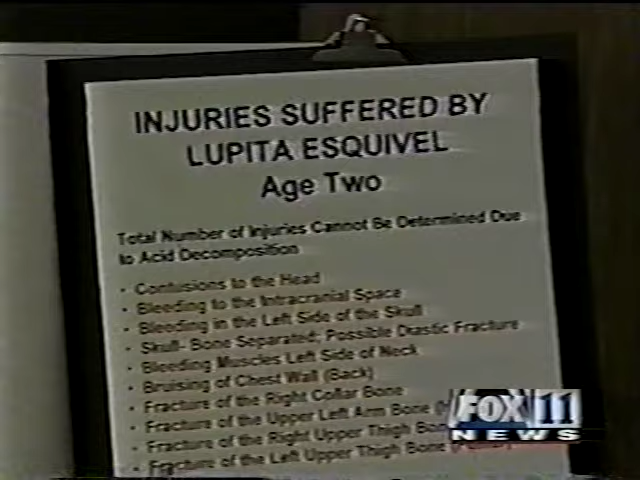 INJURIES SUFFERED BY
LUPITA ESQUIVEL
Age Two
Total Number of Injuries Cannot Be Determined Due
to Acid Decomposition
· Contusions to the Head
· Bleeding to the Intracranial Space
· Bleeding in the Left Side of the Skull
· Skull- Bone Separated; Possible Diastic Fracture
· Bleeding Muscles Left Side of Neck
· Bruising of Chest Wall (Back)
· Fracture of the Right Collar Bone
· Fracture of the Upper Left Arm Bone
· Fracture of the Right Upper Thigh
· Fracture of the Left Upper Thigh Bone
FOX 11
NEWS